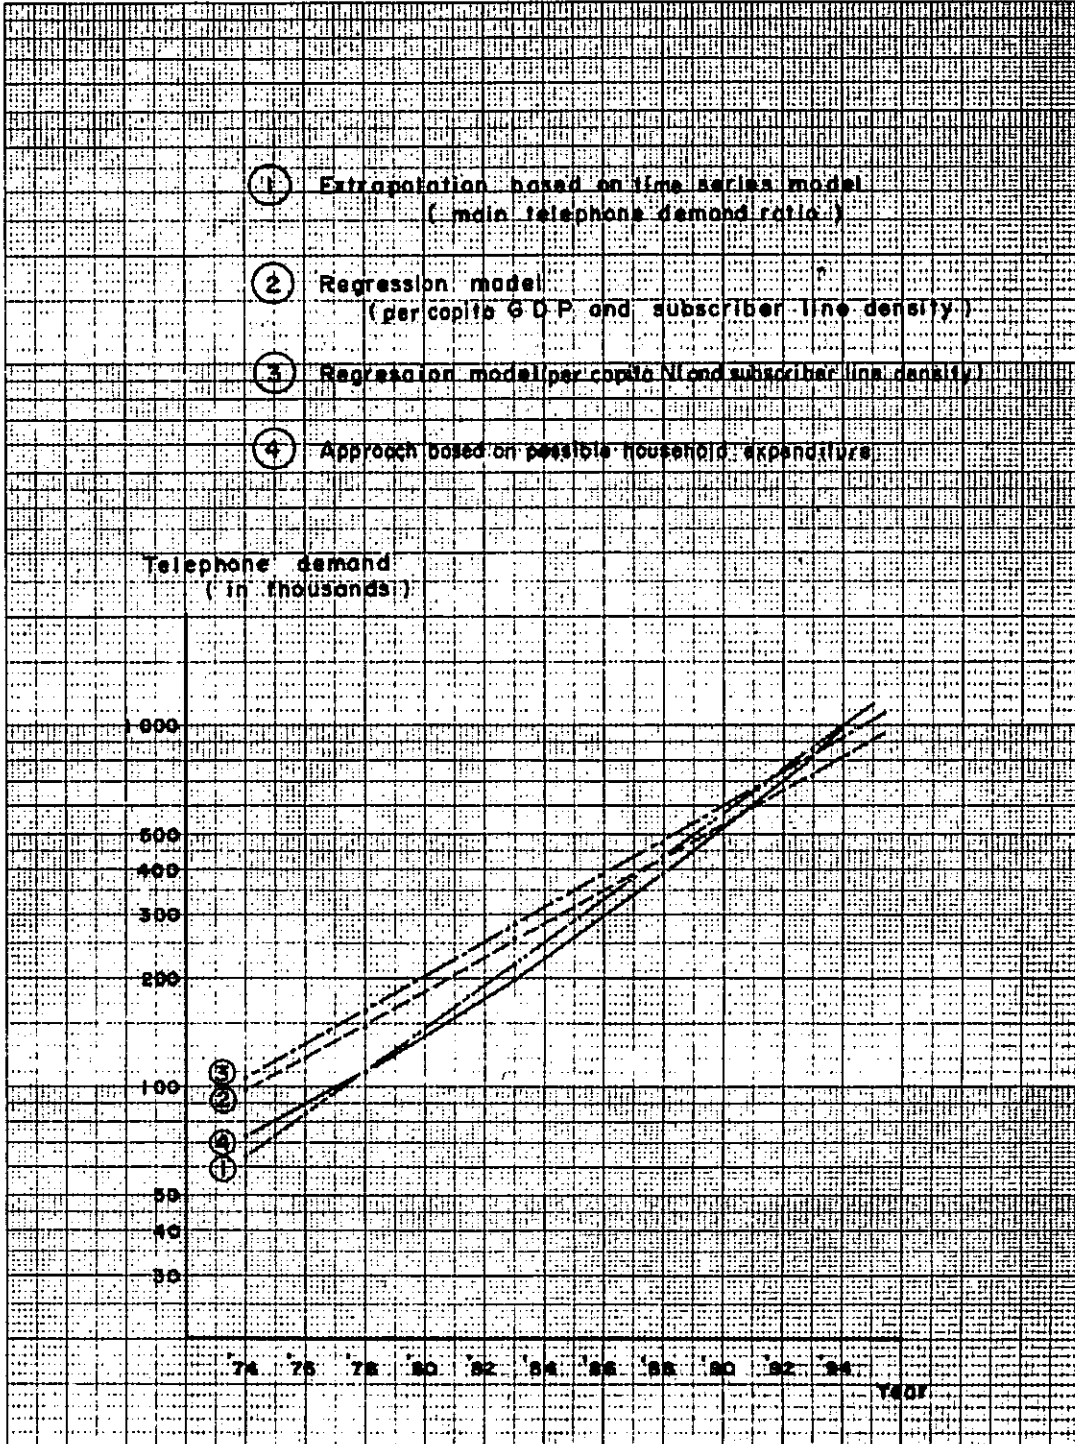 ① Extrapolation based on time series model
( main telephone demand ratio )
② Regression model
( per capita G D P and subscriber line density )
③ Regression model (per capita NI and subscriber line density)
④ Approach based on possible household expenditure
Telephone demand
( in thousands )
1 000
500
400
300
200
③
100
②
④
①
50
40
30
'74 '76 '78 '80 '82 '84 '86 '88 '90 '92 '94
Year